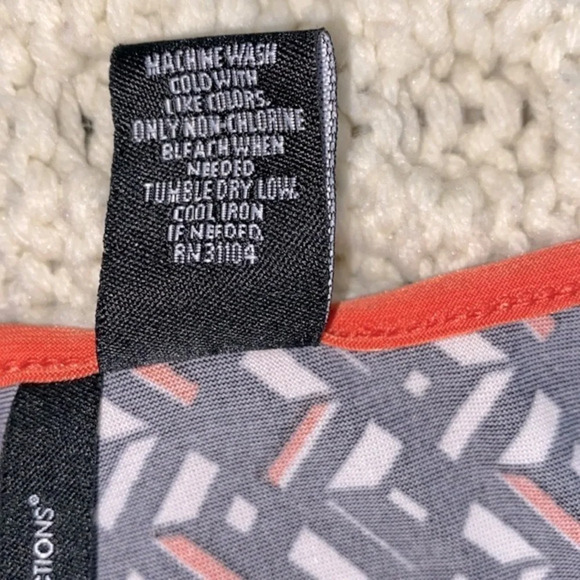 MACHINE WASH
COLD WITH
LIKE COLORS.
ONLY NON-CHLORINE
BLEACH WHEN
NEEDED
TUMBLE DRY LOW.
COOL IRON
IF NEEDED.
RN 31104
CTIONS®